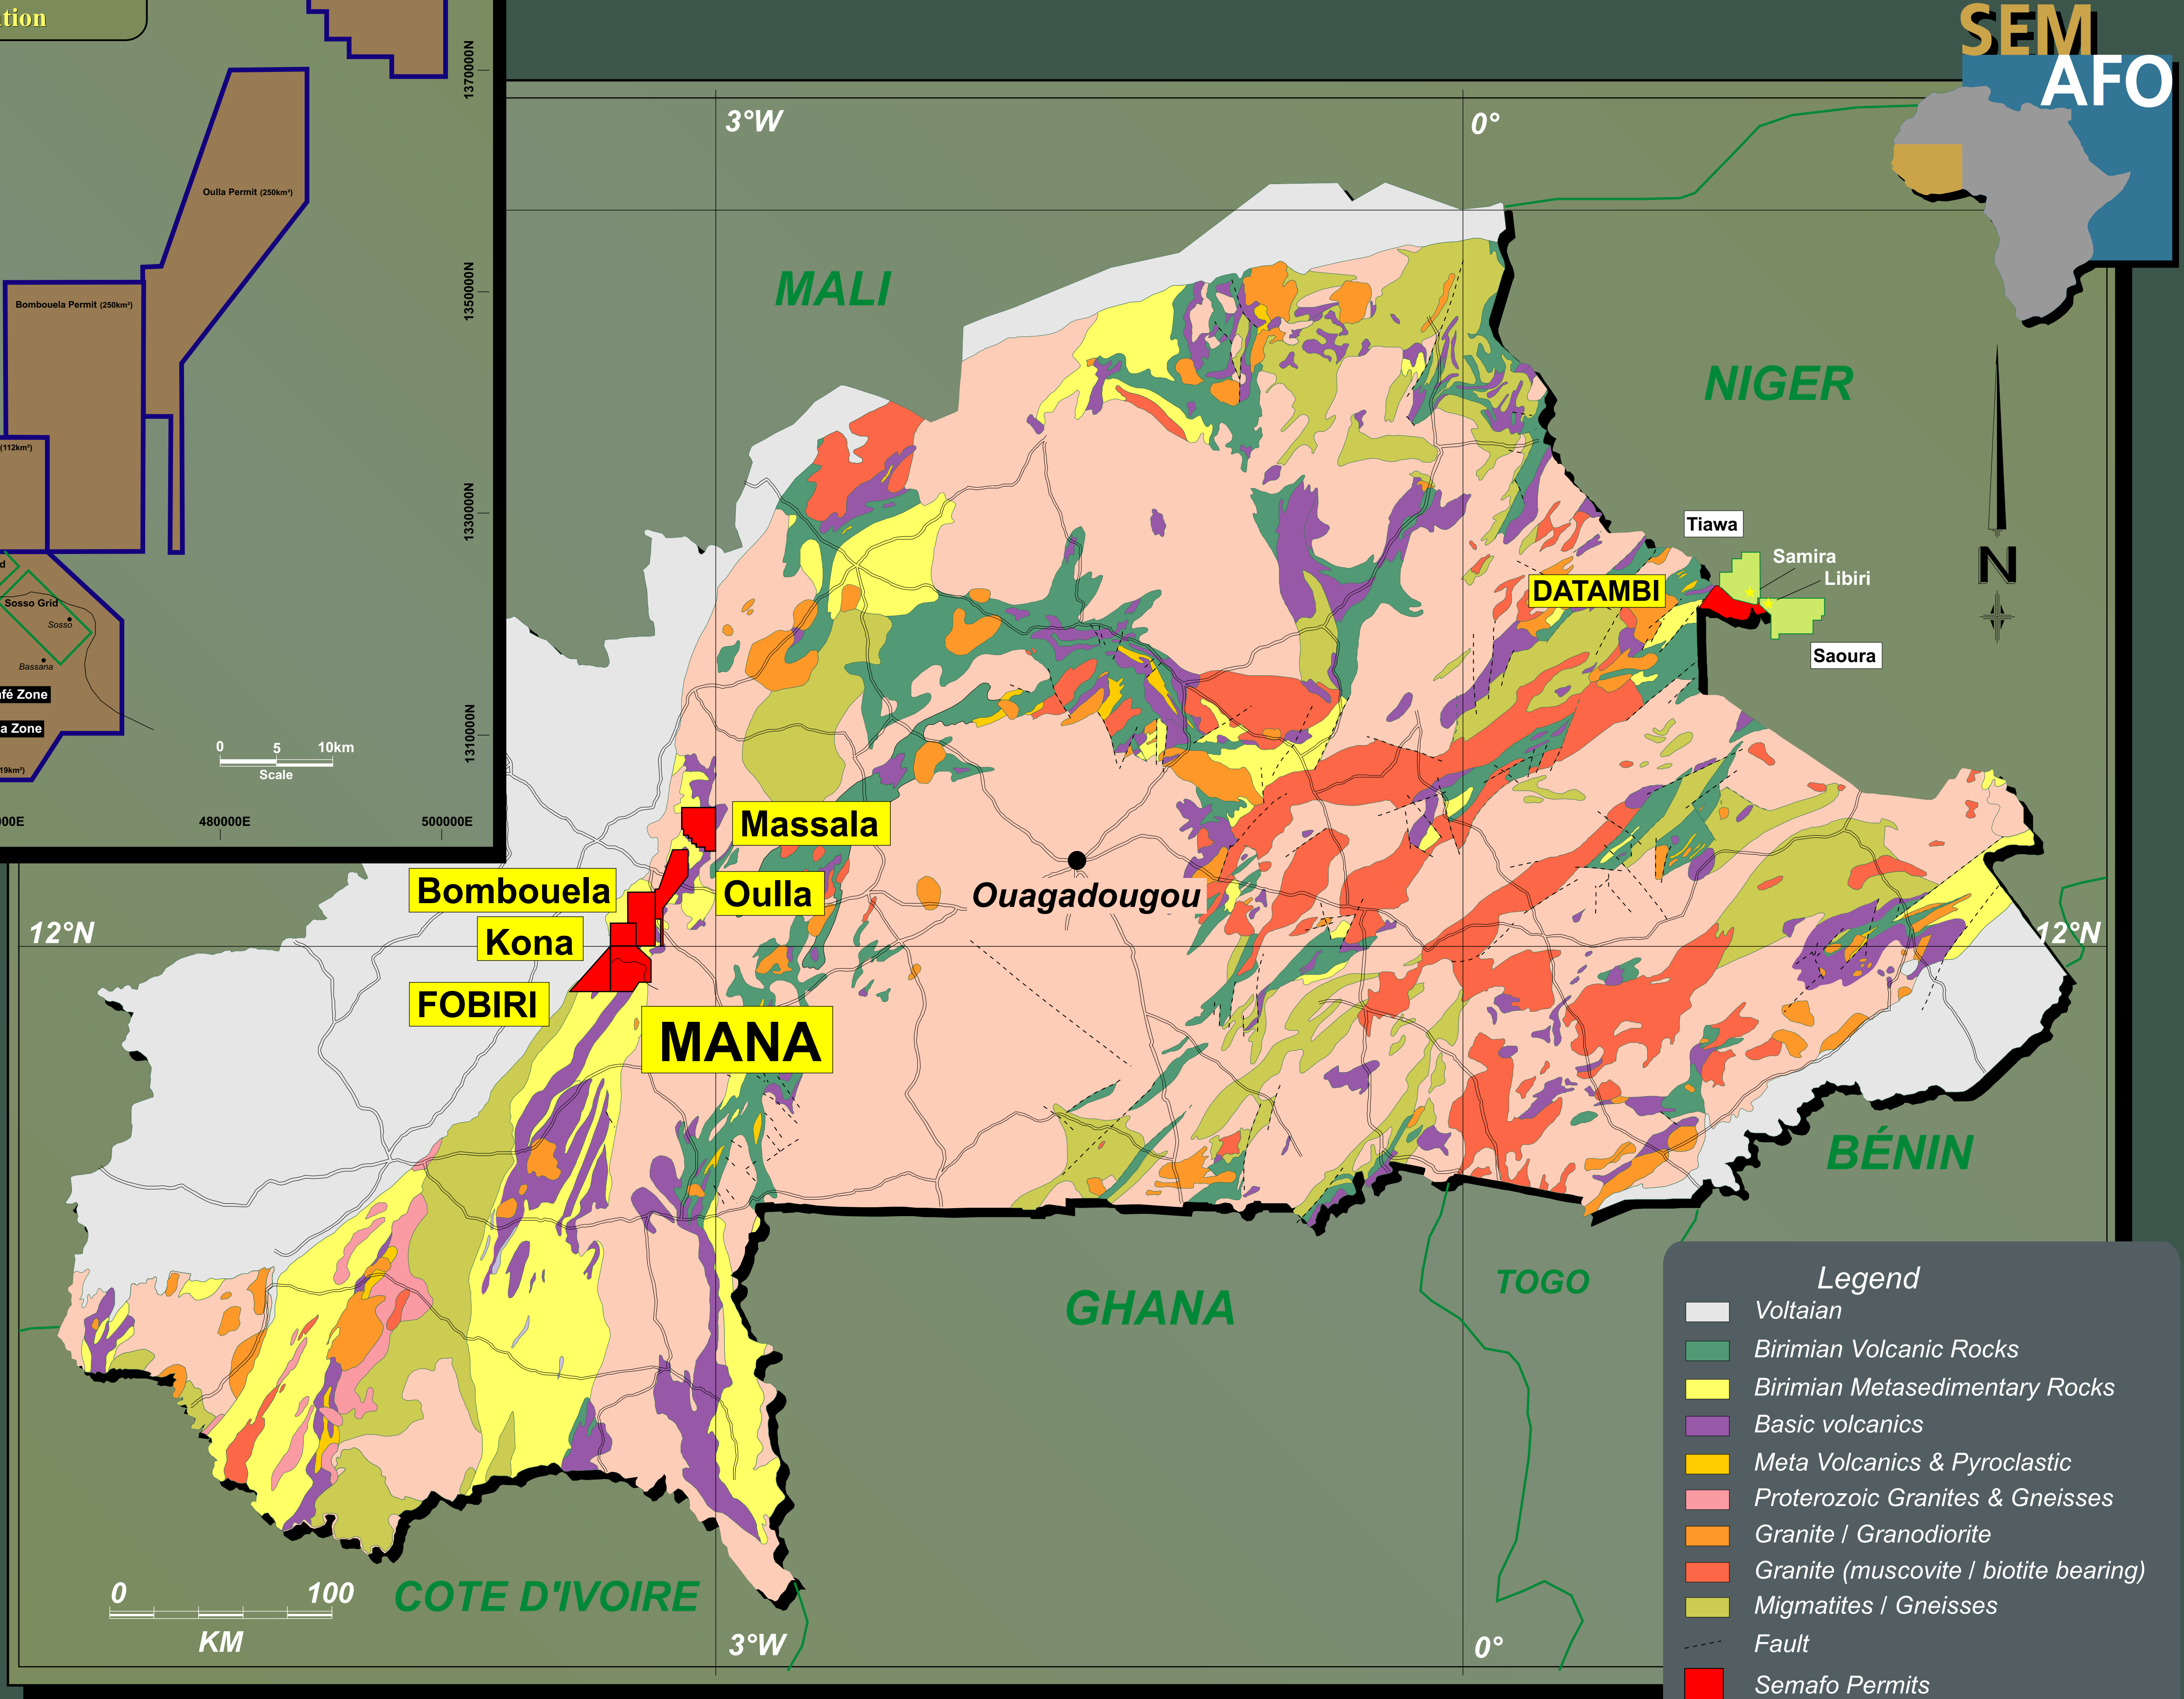 tion
SEM
AFO
1370000N
1350000N
1330000N
1310000N
Oulla Permit (250km²)
Bombouela Permit (250km²)
(112km²)
d
Sosso Grid
Sosso
Bassana
afé Zone
a Zone
19km²)
0 5 10km
Scale
00E
480000E
500000E
3°W
0°
MALI
NIGER
Tiawa
Samira
Libiri
DATAMBI
Saoura
N
Massala
Bombouela
Oulla
Ouagadougou
Kona
12°N
12°N
FOBIRI
MANA
BÉNIN
GHANA
TOGO
COTE D'IVOIRE
0 100
KM
3°W
0°
Legend
Voltaian
Birimian Volcanic Rocks
Birimian Metasedimentary Rocks
Basic volcanics
Meta Volcanics & Pyroclastic
Proterozoic Granites & Gneisses
Granite / Granodiorite
Granite (muscovite / biotite bearing)
Migmatites / Gneisses
Fault
Semafo Permits